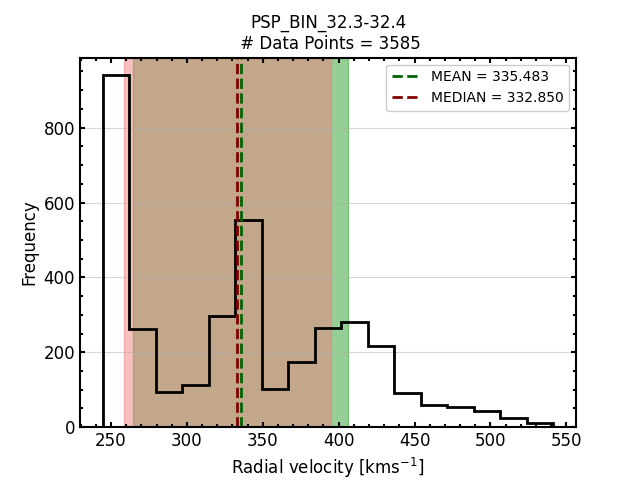 PSP_BIN_32.3-32.4
# Data Points = 3585
MEAN = 335.483
MEDIAN = 332.850
Frequency
800
600
400
200
0
250 300 350 400 450 500 550
Radial velocity [kms⁻¹]